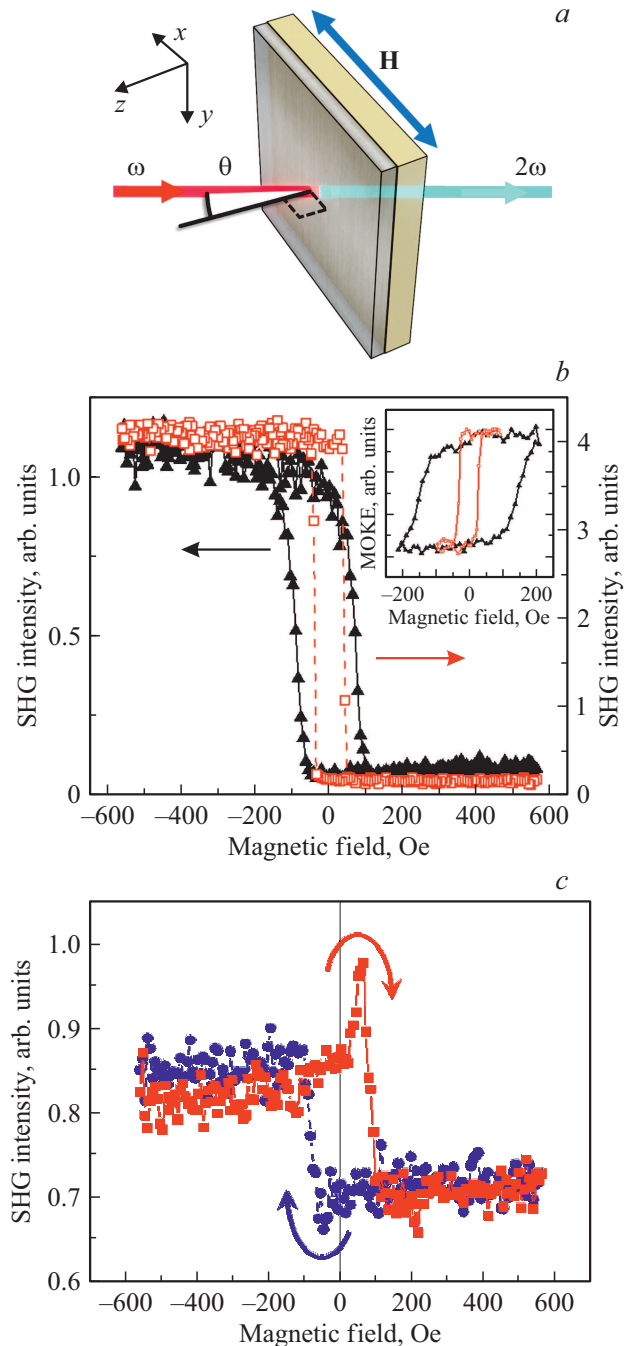 a
x
H
z
y
ω
θ
2ω
b
1.0
0.5
0
SHG intensity, arb. units
4
3
2
1
0
SHG intensity, arb. units
MOKE, arb. units
−200
0
200
Magnetic field, Oe
−600
−400
−200
0
200
400
600
Magnetic field, Oe
c
1.0
0.9
0.8
0.7
0.6
SHG intensity, arb. units
−600
−400
−200
0
200
400
600
Magnetic field, Oe